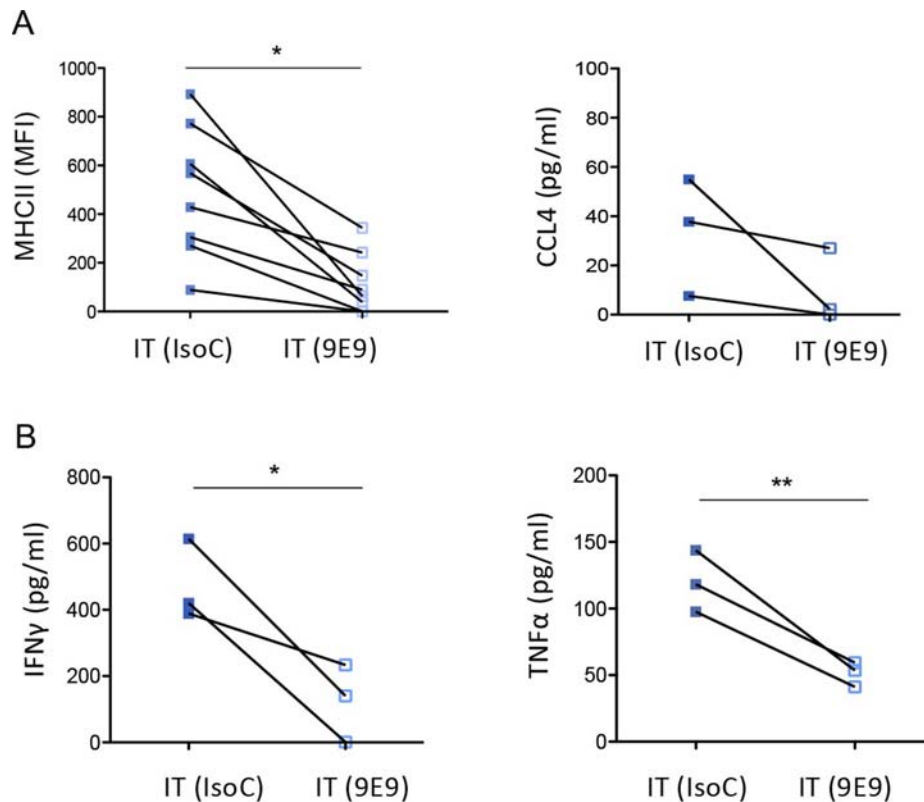 A
*
MHCII (MFI)
1000
800
600
400
200
0
IT (IsoC) IT (9E9)
CCL4 (pg/ml)
80
60
40
20
0
IT (IsoC) IT (9E9)
B
*
IFNγ (pg/ml)
800
600
400
200
0
IT (IsoC) IT (9E9)
**
TNFα (pg/ml)
200
150
100
50
0
IT (IsoC) IT (9E9)